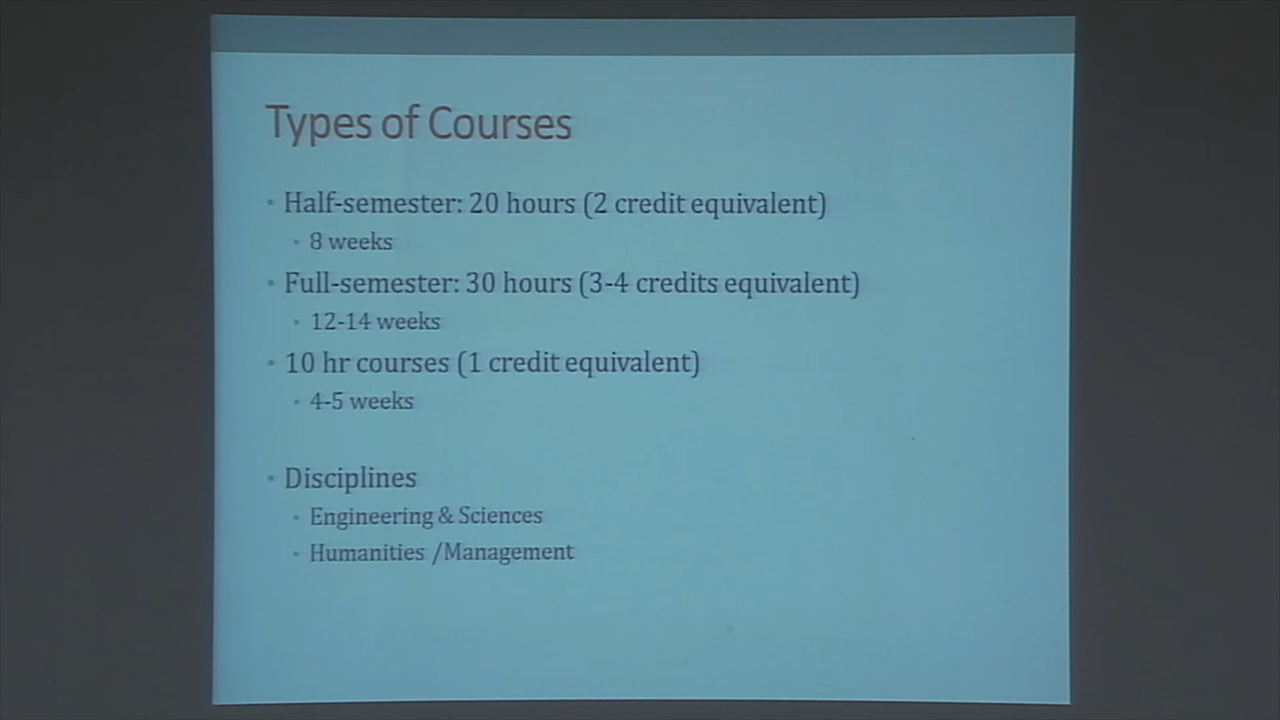 Types of Courses
• Half-semester: 20 hours (2 credit equivalent)
• 8 weeks
• Full-semester: 30 hours (3-4 credits equivalent)
• 12-14 weeks
• 10 hr courses (1 credit equivalent)
• 4-5 weeks
• Disciplines
• Engineering & Sciences
• Humanities /Management